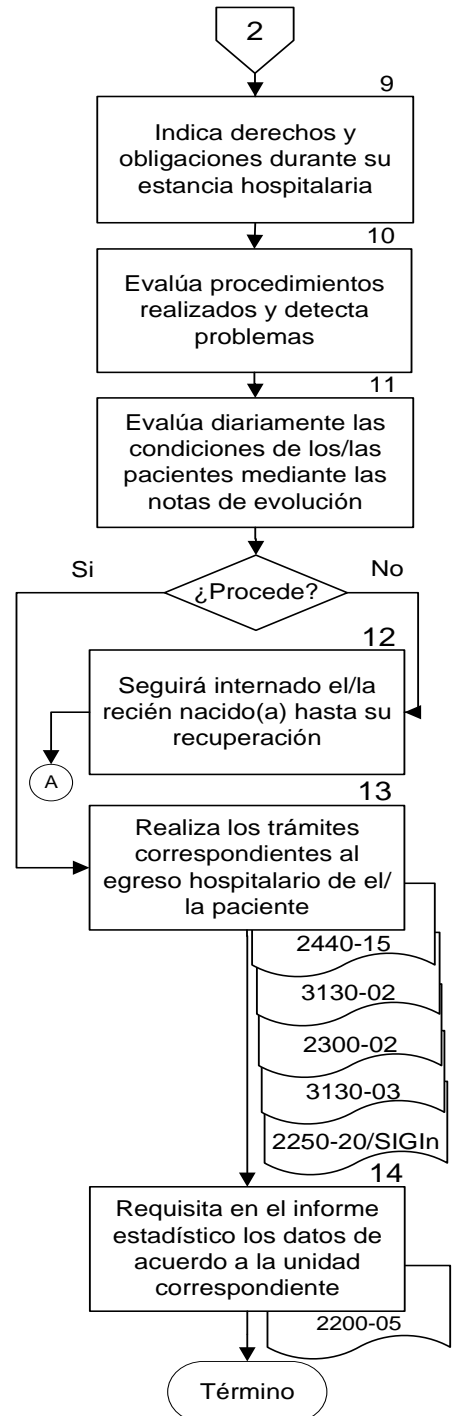 2
9
Indica derechos y
obligaciones durante su
estancia hospitalaria
10
Evalúa procedimientos
realizados y detecta
problemas
11
Evalúa diariamente las
condiciones de los/las
pacientes mediante las
notas de evolución
Si
¿Procede?
No
12
Seguirá internado el/la
recién nacido(a) hasta su
recuperación
A
13
Realiza los trámites
correspondientes al
egreso hospitalario de el/
la paciente
2440-15
3130-02
2300-02
3130-03
2250-20/SIGIn
14
Requisita en el informe
estadístico los datos de
acuerdo a la unidad
correspondiente
2200-05
Término